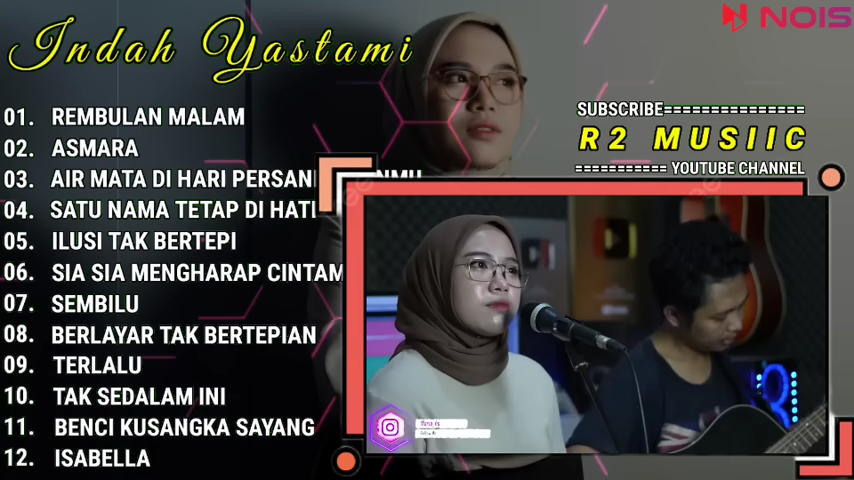 Indah Yastami
NOIS
01. REMBULAN MALAM
02. ASMARA
03. AIR MATA DI HARI
04. SATU NAMA TETAP DI HATI
05. ILUSI TAK BERTEPI
06. SIA SIA MENGHARAP
07. SEMBILU
08. BERLAYAR TAK BERTEPIAN
09. TERLALU
10. TAK SEDALAM INI
11. BENCI KUSANGKA SAYANG
12. ISABELLA
SUBSCRIBE===============
R2 MUSIIC
=========== YOUTUBE CHANNEL